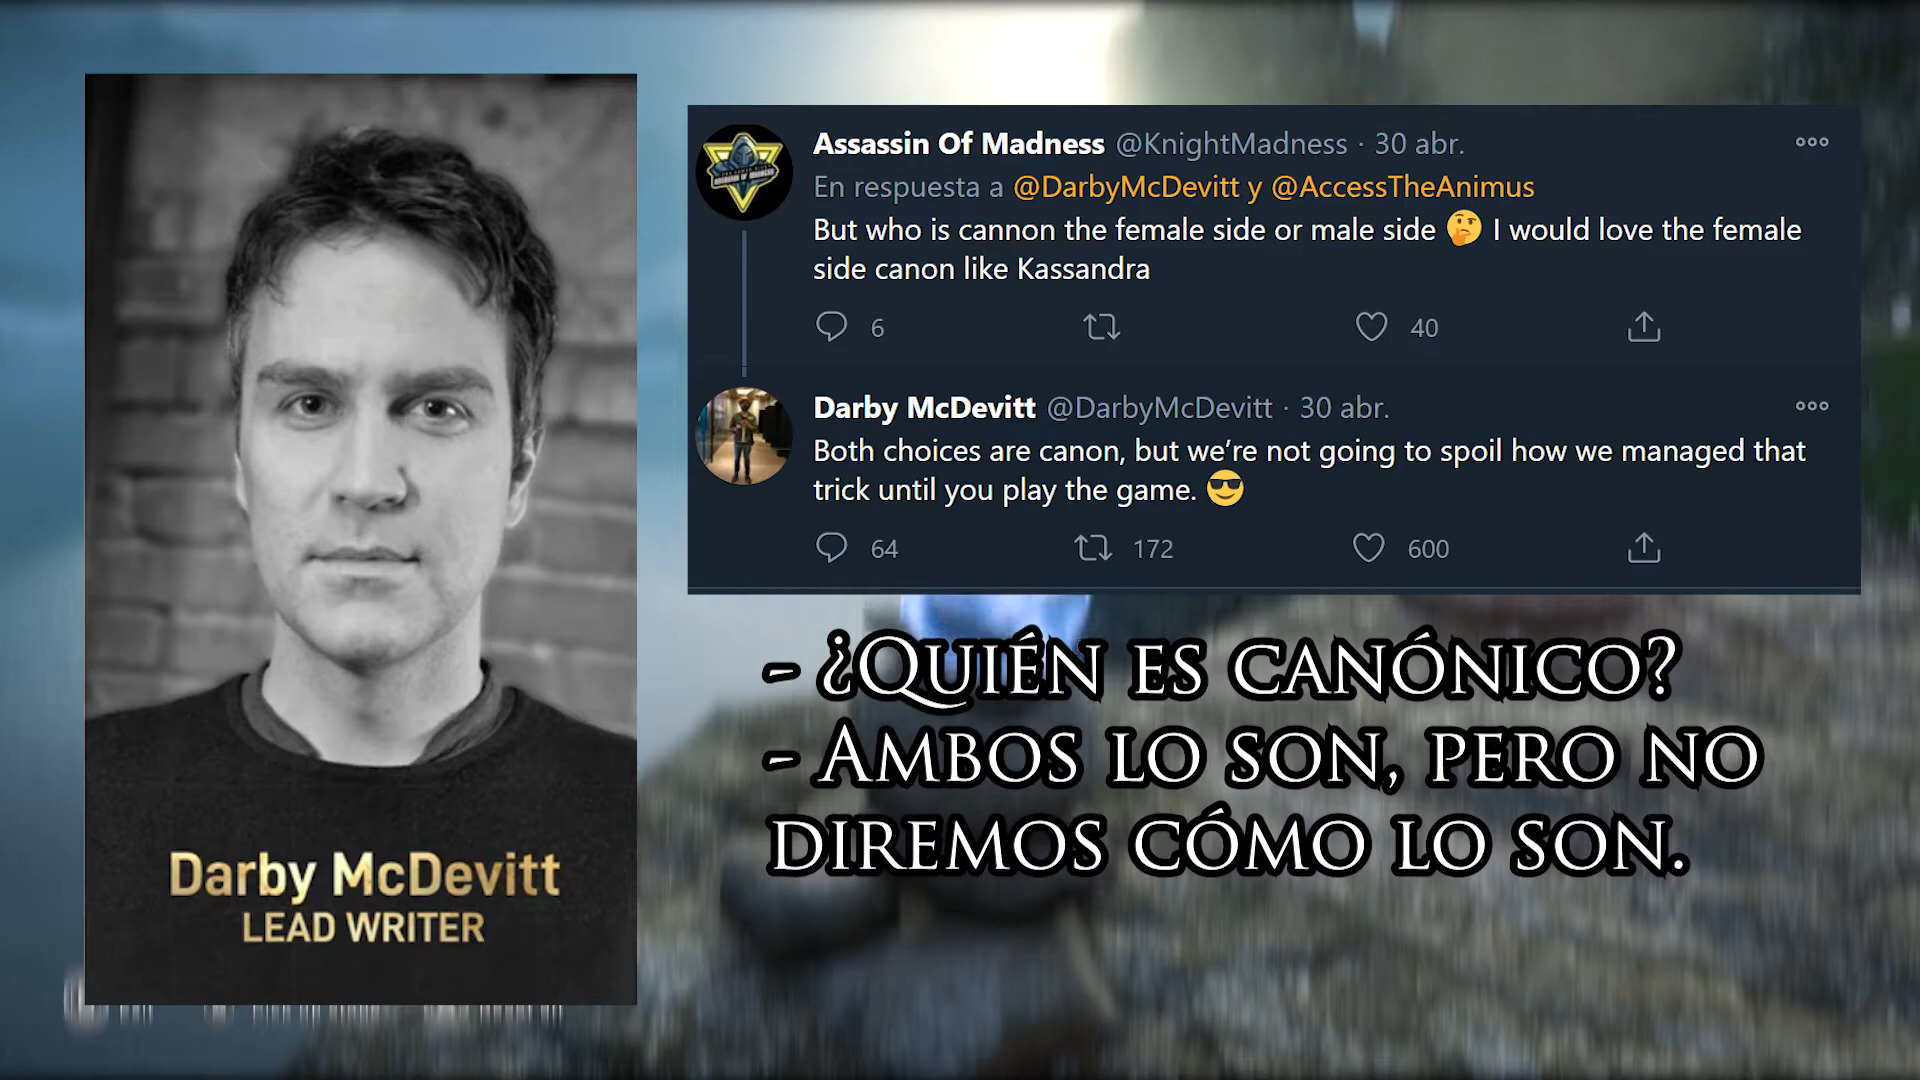 Assassin Of Madness @KnightMadness · 30 abr.
En respuesta a @DarbyMcDevitt y @AccessTheAnimus
But who is cannon the female side or male side 🤔 I would love the female
side canon like Kassandra
6 40
Darby McDevitt @DarbyMcDevitt · 30 abr.
Both choices are canon, but we’re not going to spoil how we managed that
trick until you play the game. 😎
64 172 600
- ¿QUIÉN ES CANÓNICO?
- AMBOS LO SON, PERO NO
DIREMOS CÓMO LO SON.
Darby McDevitt
LEAD WRITER